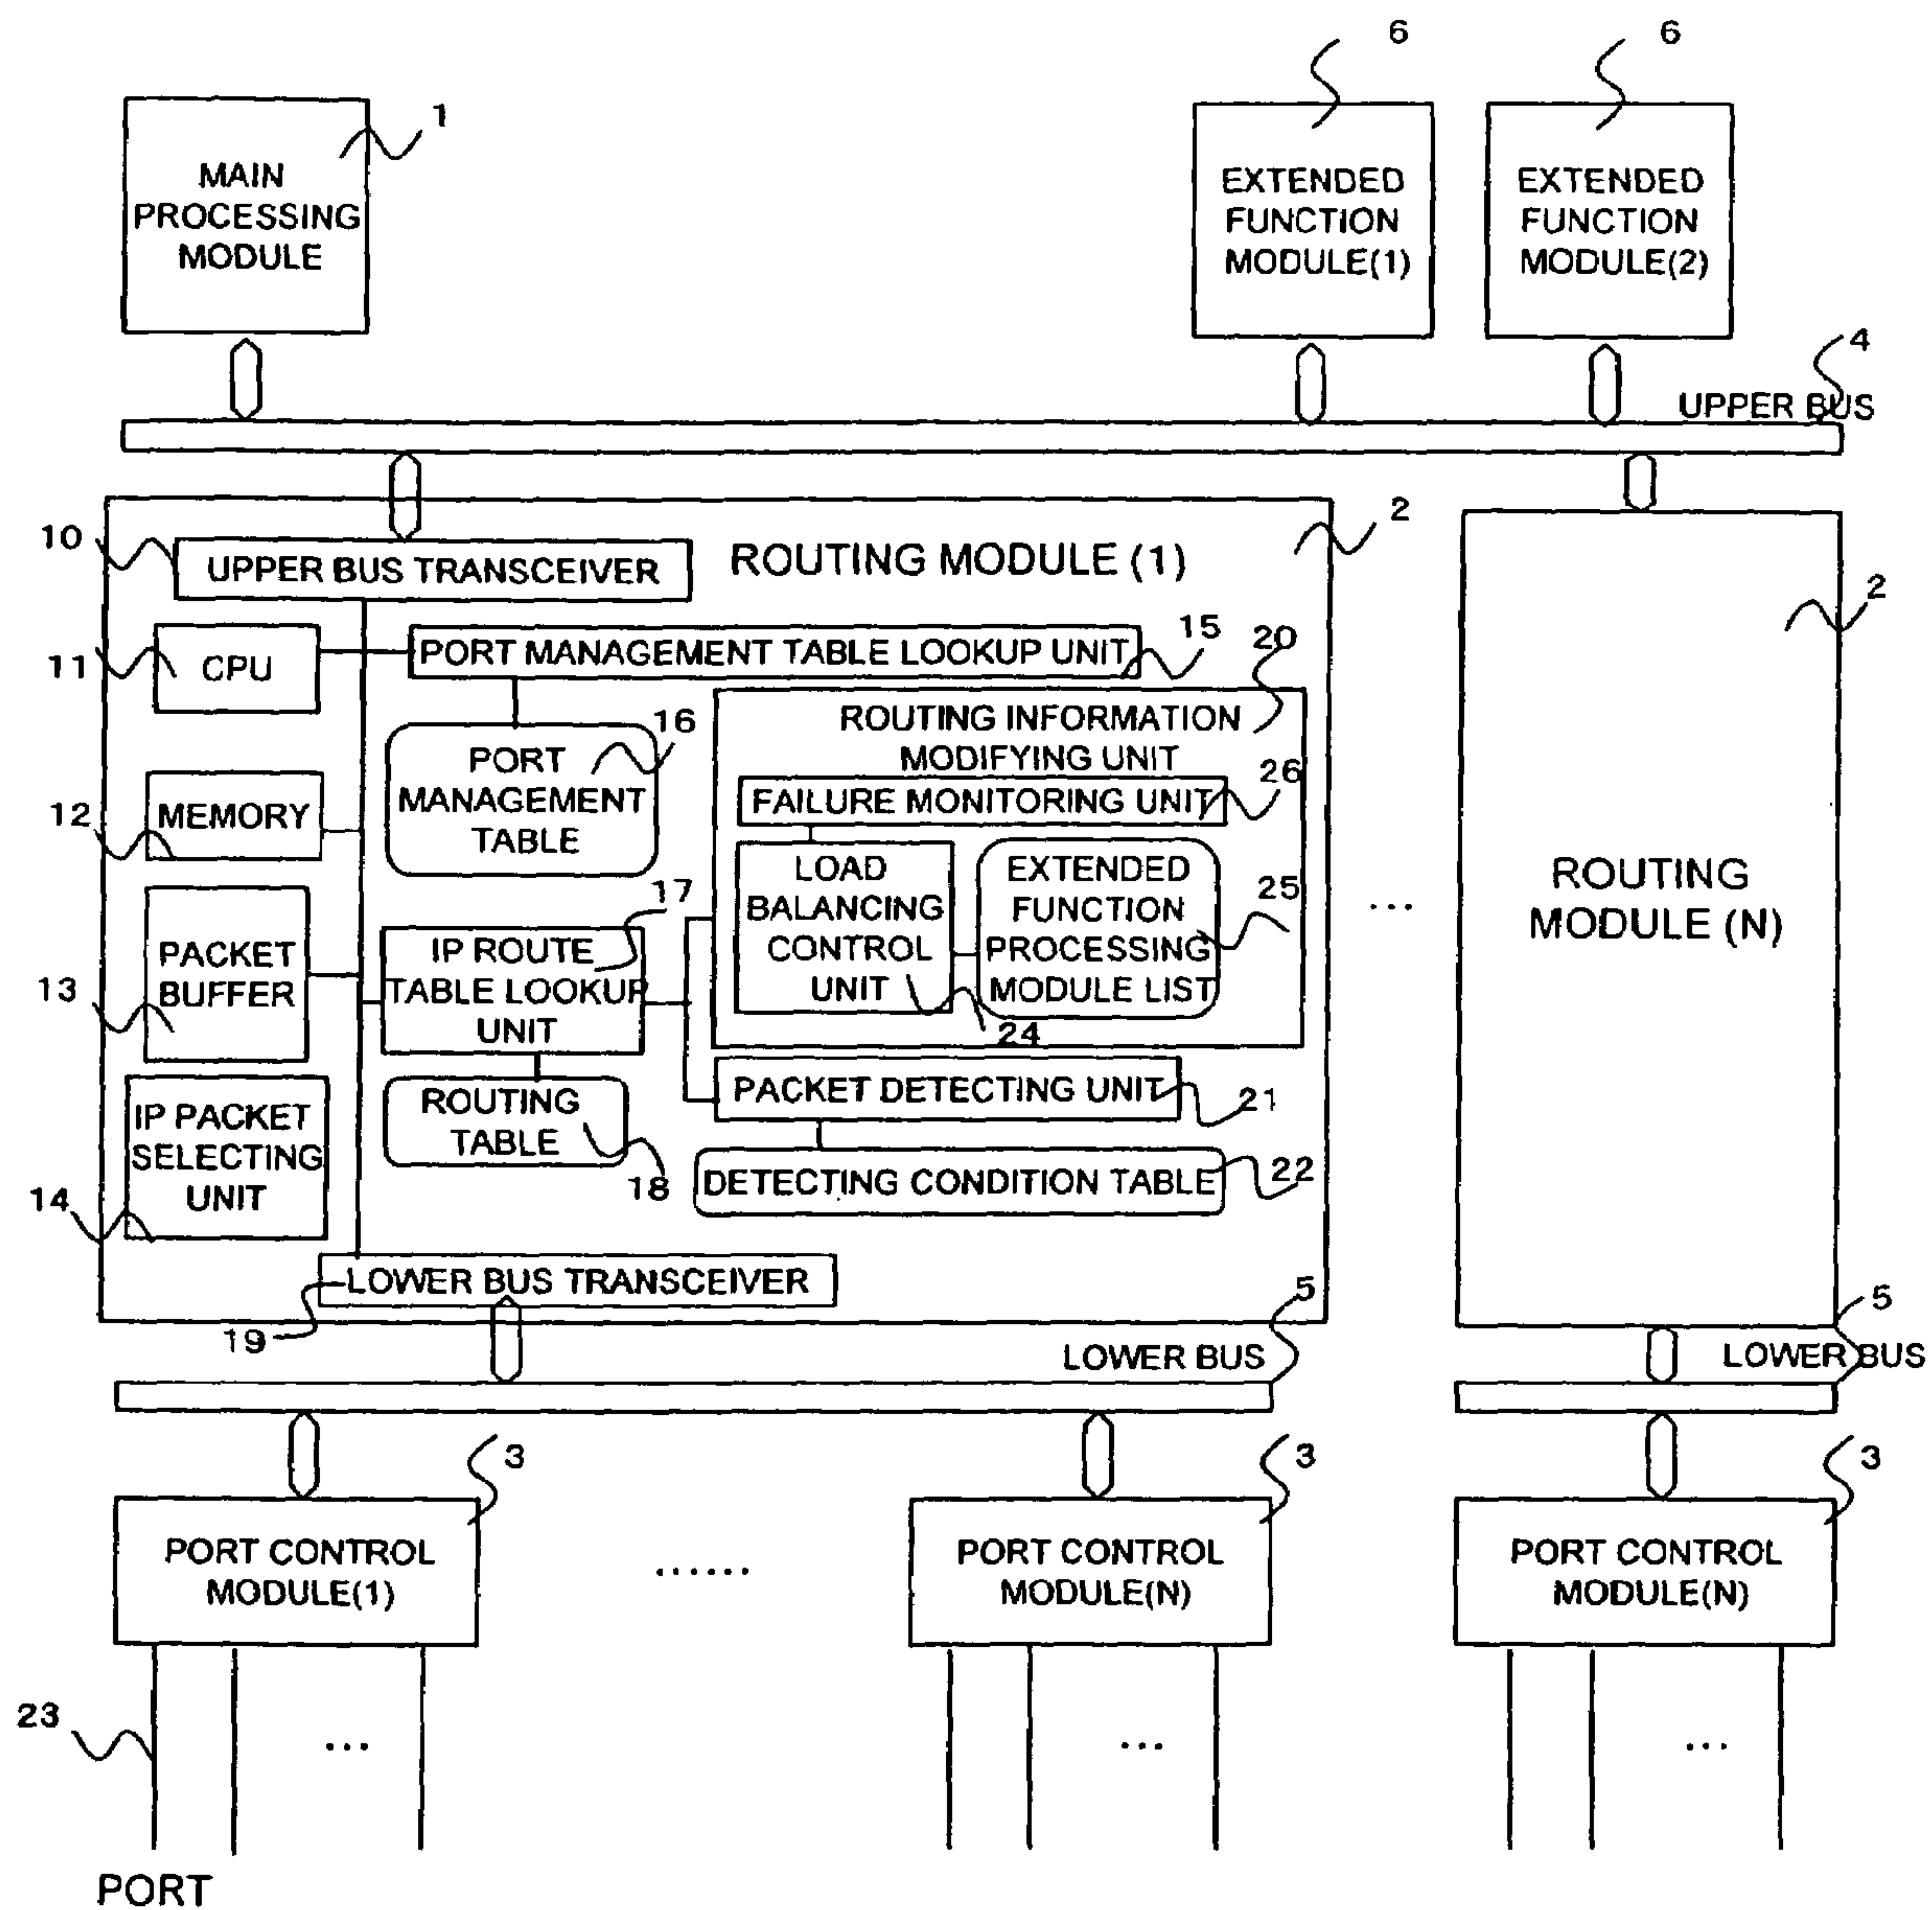 6
6
1
MAIN
PROCESSING
MODULE
EXTENDED
FUNCTION
MODULE(1)
EXTENDED
FUNCTION
MODULE(2)
4
UPPER BUS
2
10
UPPER BUS TRANSCEIVER
ROUTING MODULE (1)
2
11
CPU
PORT MANAGEMENT TABLE LOOKUP UNIT
15
20
16
PORT
MANAGEMENT
TABLE
ROUTING INFORMATION
MODIFYING UNIT
26
FAILURE MONITORING UNIT
12
MEMORY
LOAD
BALANCING
CONTROL
UNIT
EXTENDED
FUNCTION
PROCESSING
MODULE LIST
25
24
17
13
PACKET
BUFFER
IP ROUTE
TABLE LOOKUP
UNIT
...
ROUTING
MODULE (N)
PACKET DETECTING UNIT
21
14
IP PACKET
SELECTING
UNIT
ROUTING
TABLE
18
DETECTING CONDITION TABLE
22
LOWER BUS TRANSCEIVER
19
5
LOWER BUS
5
LOWER BUS
3
3
3
PORT CONTROL
MODULE(1)
......
PORT CONTROL
MODULE(N)
PORT CONTROL
MODULE(N)
23
...
...
...
PORT